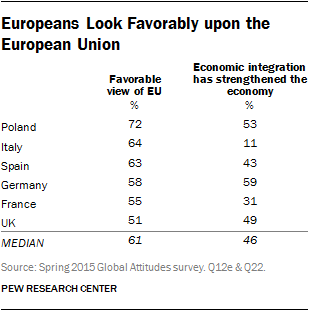 Europeans Look Favorably upon the
European Union
Favorable
view of EU
Economic integration
has strengthened the
economy
% %
Poland 72 53
Italy 64 11
Spain 63 43
Germany 58 59
France 55 31
UK 51 49
MEDIAN 61 46
Source: Spring 2015 Global Attitudes survey. Q12e & Q22.
PEW RESEARCH CENTER